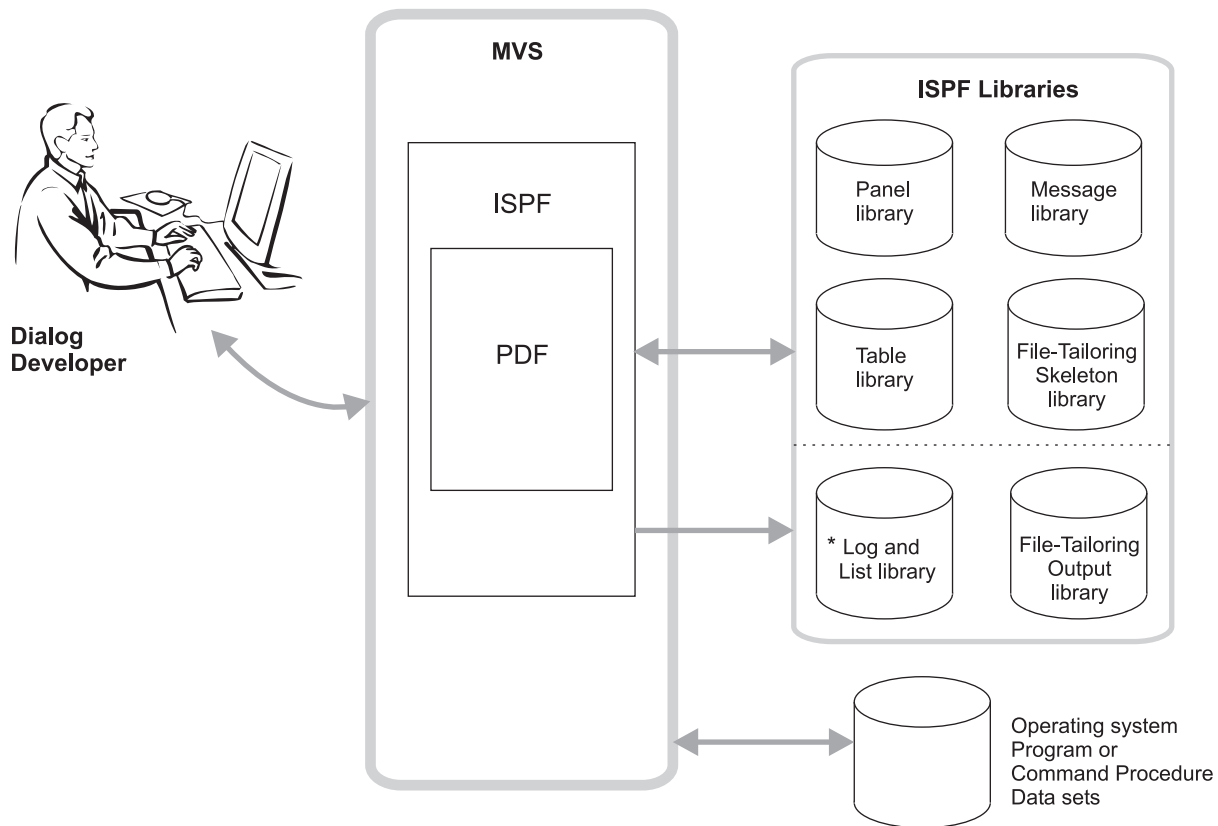 MVS
ISPF Libraries
Panel
library
Message
library
ISPF
PDF
Dialog
Developer
Table
library
File-Tailoring
Skeleton
library
* Log and
List library
File-Tailoring
Output
library
Operating system
Program or
Command Procedure
Data sets